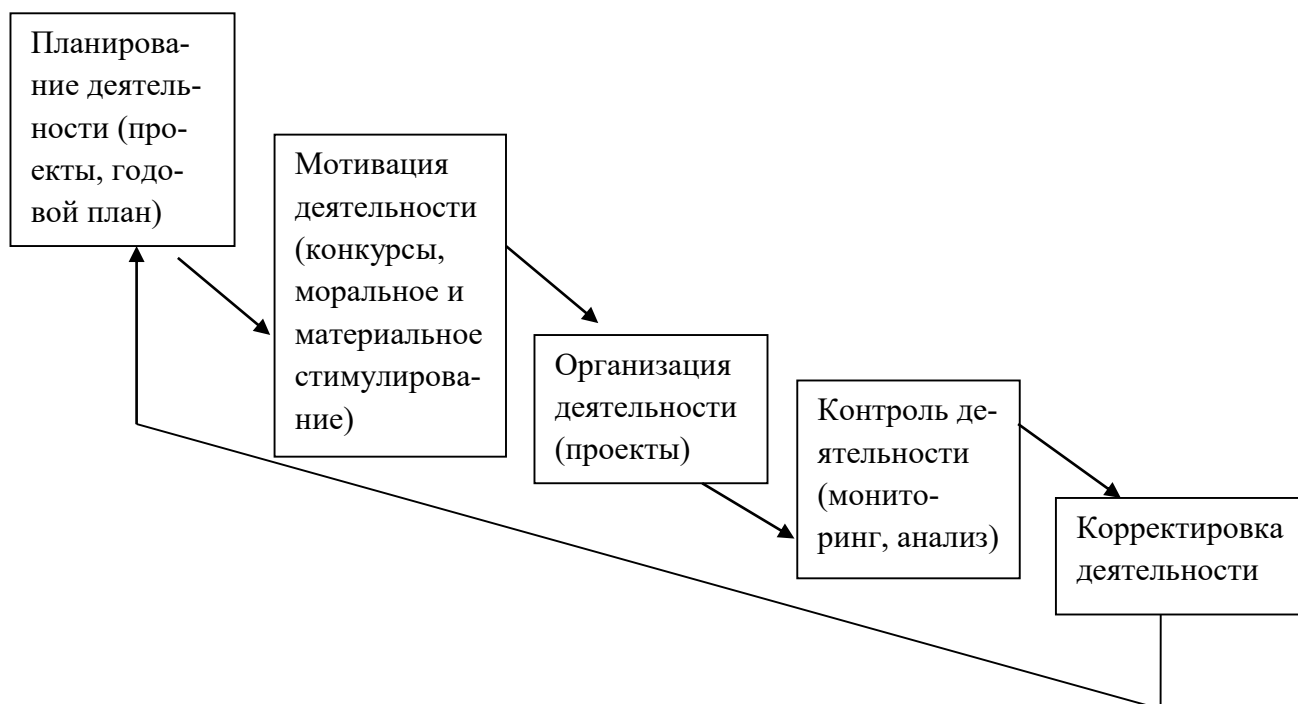 Планирова-
ние деятель-
ности (про-
екты, годо-
вой план)
Мотивация
деятельности
(конкурсы,
моральное и
материальное
стимулирова-
ние)
Организация
деятельности
(проекты)
Контроль де-
ятельности
(монито-
ринг, анализ)
Корректировка
деятельности